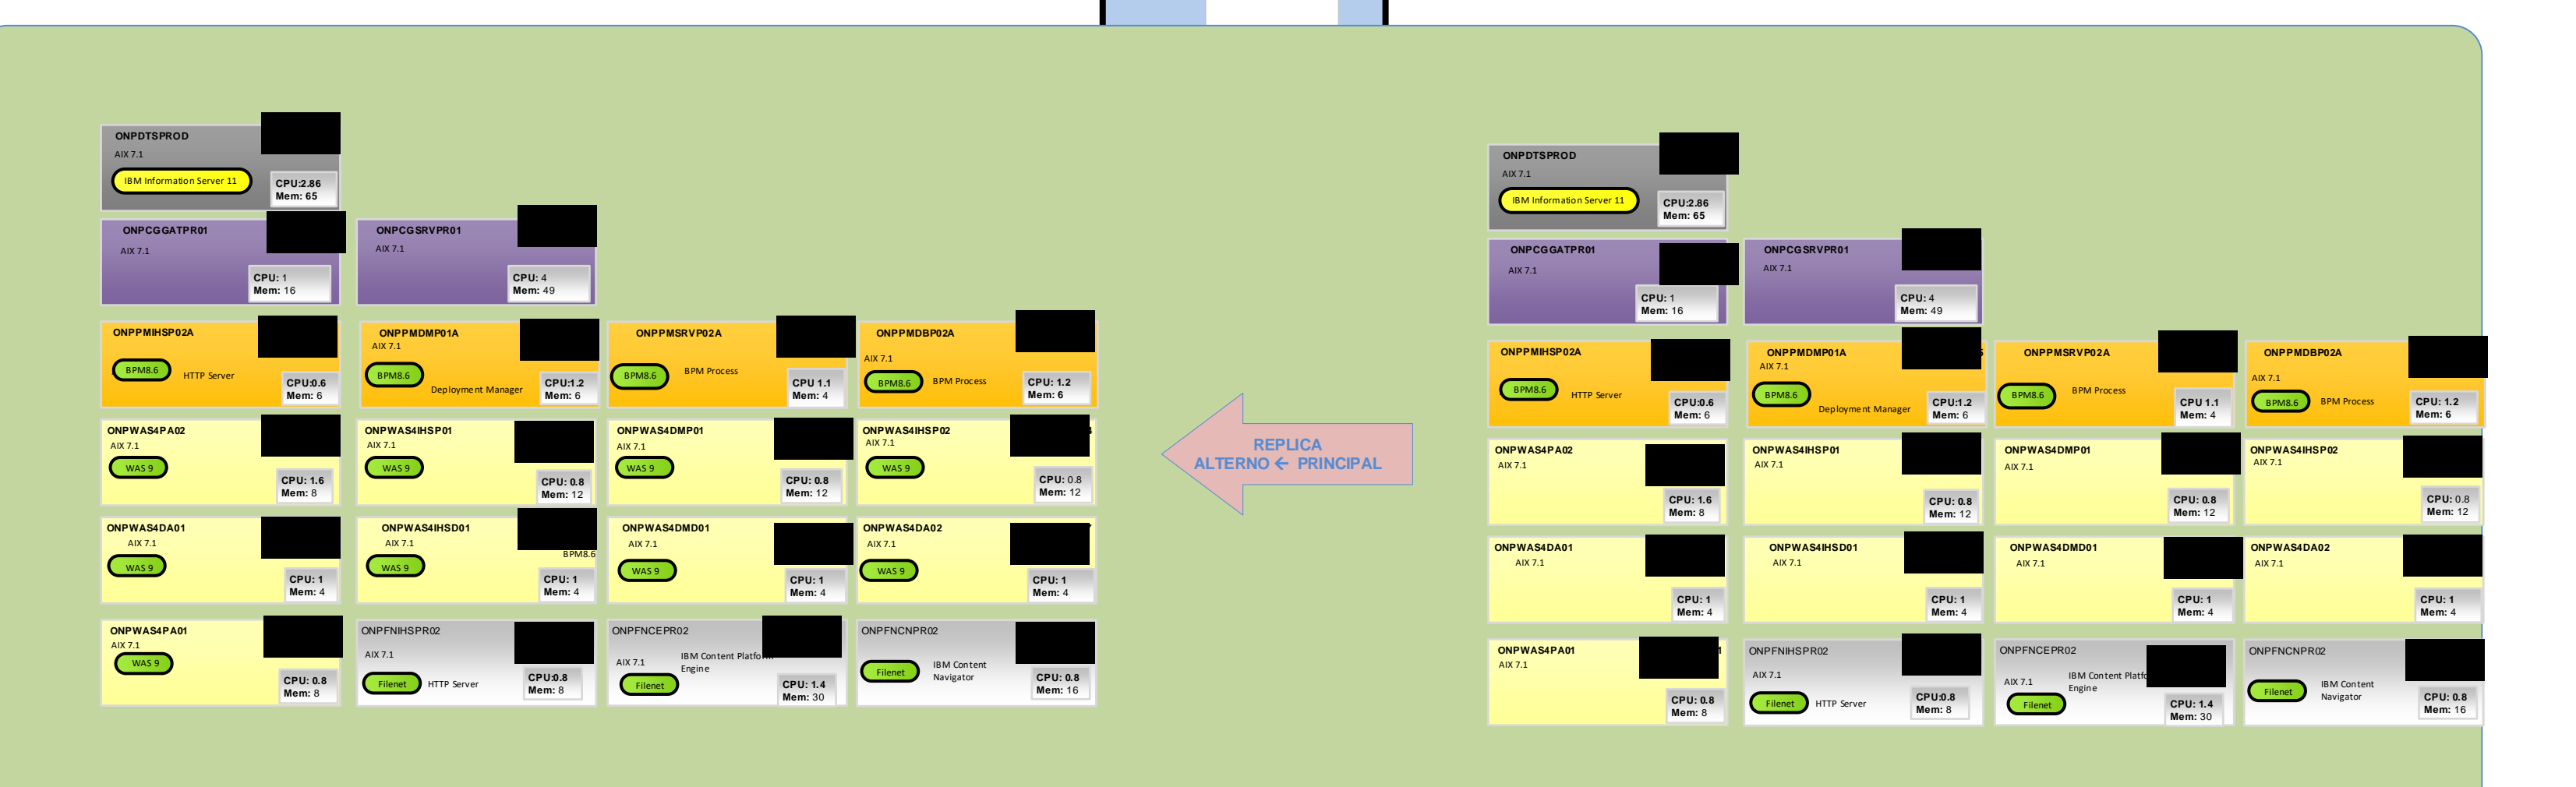 ONPDTSPROD
AIX 7.1
IBM Information Server 11
CPU:2.86
Mem: 65
ONPCGGATPR01
AIX 7.1
CPU: 1
Mem: 16
ONPCGSRVPR01
AIX 7.1
CPU: 4
Mem: 49
ONPPMIHSP02A
BPM8.6
HTTP Server
CPU:0.6
Mem: 6
ONPPMDMP01A
AIX 7.1
BPM8.6
Deployment Manager
CPU:1.2
Mem: 6
ONPPMSRVP02A
BPM8.6
BPM Process
CPU 1.1
Mem: 4
ONPPMDBP02A
AIX 7.1
BPM8.6
BPM Process
CPU: 1.2
Mem: 6
ONPWAS4PA02
AIX 7.1
WAS 9
CPU: 1.6
Mem: 8
ONPWAS4IHSP01
AIX 7.1
WAS 9
CPU: 0.8
Mem: 12
ONPWAS4DMP01
AIX 7.1
WAS 9
CPU: 0.8
Mem: 12
ONPWAS4IHSP02
AIX 7.1
WAS 9
CPU: 0.8
Mem: 12
ONPWAS4DA01
AIX 7.1
WAS 9
CPU: 1
Mem: 4
ONPWAS4IHSD01
AIX 7.1
BPM8.6
WAS 9
CPU: 1
Mem: 4
ONPWAS4DMD01
AIX 7.1
WAS 9
CPU: 1
Mem: 4
ONPWAS4DA02
AIX 7.1
WAS 9
CPU: 1
Mem: 4
ONPWAS4PA01
AIX 7.1
WAS 9
CPU: 0.8
Mem: 8
ONPFNIHSPR02
AIX 7.1
Filenet
HTTP Server
CPU:0.8
Mem: 8
ONPFNCEPR02
AIX 7.1
IBM Content Platform
Engine
Filenet
CPU: 1.4
Mem: 30
ONPFNCNPR02
Filenet
IBM Content
Navigator
CPU: 0.8
Mem: 16
REPLICA
ALTERNO ← PRINCIPAL
ONPDTSPROD
AIX 7.1
IBM Information Server 11
CPU:2.86
Mem: 65
ONPCGGATPR01
AIX 7.1
CPU: 1
Mem: 16
ONPCGSRVPR01
AIX 7.1
CPU: 4
Mem: 49
ONPPMIHSP02A
BPM8.6
HTTP Server
CPU:0.6
Mem: 6
ONPPMDMP01A
AIX 7.1
BPM8.6
Deployment Manager
CPU:1.2
Mem: 6
ONPPMSRVP02A
BPM8.6
BPM Process
CPU 1.1
Mem: 4
ONPPMDBP02A
AIX 7.1
BPM8.6
BPM Process
CPU: 1.2
Mem: 6
ONPWAS4PA02
AIX 7.1
CPU: 1.6
Mem: 8
ONPWAS4IHSP01
AIX 7.1
CPU: 0.8
Mem: 12
ONPWAS4DMP01
AIX 7.1
CPU: 0.8
Mem: 12
ONPWAS4IHSP02
AIX 7.1
CPU: 0.8
Mem: 12
ONPWAS4DA01
AIX 7.1
CPU: 1
Mem: 4
ONPWAS4IHSD01
AIX 7.1
CPU: 1
Mem: 4
ONPWAS4DMD01
AIX 7.1
CPU: 1
Mem: 4
ONPWAS4DA02
AIX 7.1
CPU: 1
Mem: 4
ONPWAS4PA01
AIX 7.1
CPU: 0.8
Mem: 8
ONPFNIHSPR02
AIX 7.1
Filenet
HTTP Server
CPU:0.8
Mem: 8
ONPFNCEPR02
AIX 7.1
IBM Content
Engine
Filenet
CPU: 1.4
Mem: 30
ONPFNCNPR02
Filenet
IBM Content
Navigator
CPU: 0.8
Mem: 16